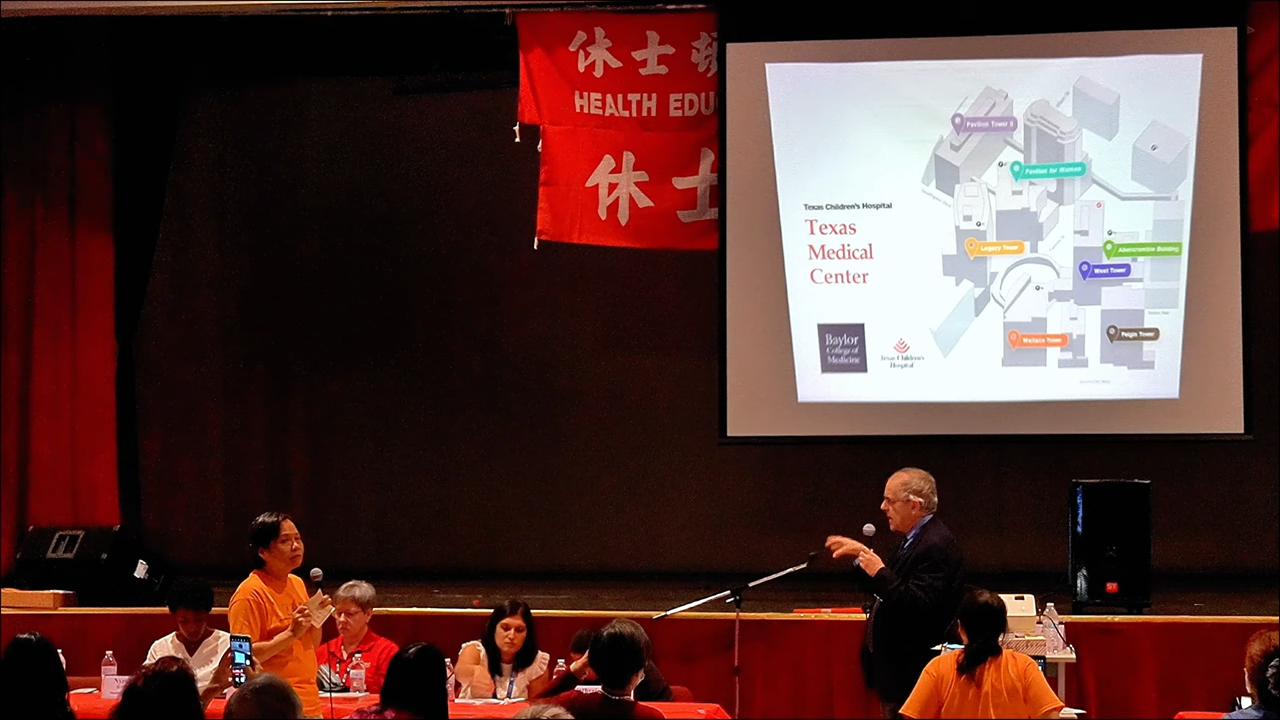 休士頓
HEALTH EDU
休士
Pavilion Tower II
Pavilion for Women
Texas Children's Hospital
Texas
Medical
Center
Legacy Tower
Abercrombie Building
West Tower
Wallace Tower
Feigin Tower
Baylor
College of
Medicine
Texas Children's
Hospital